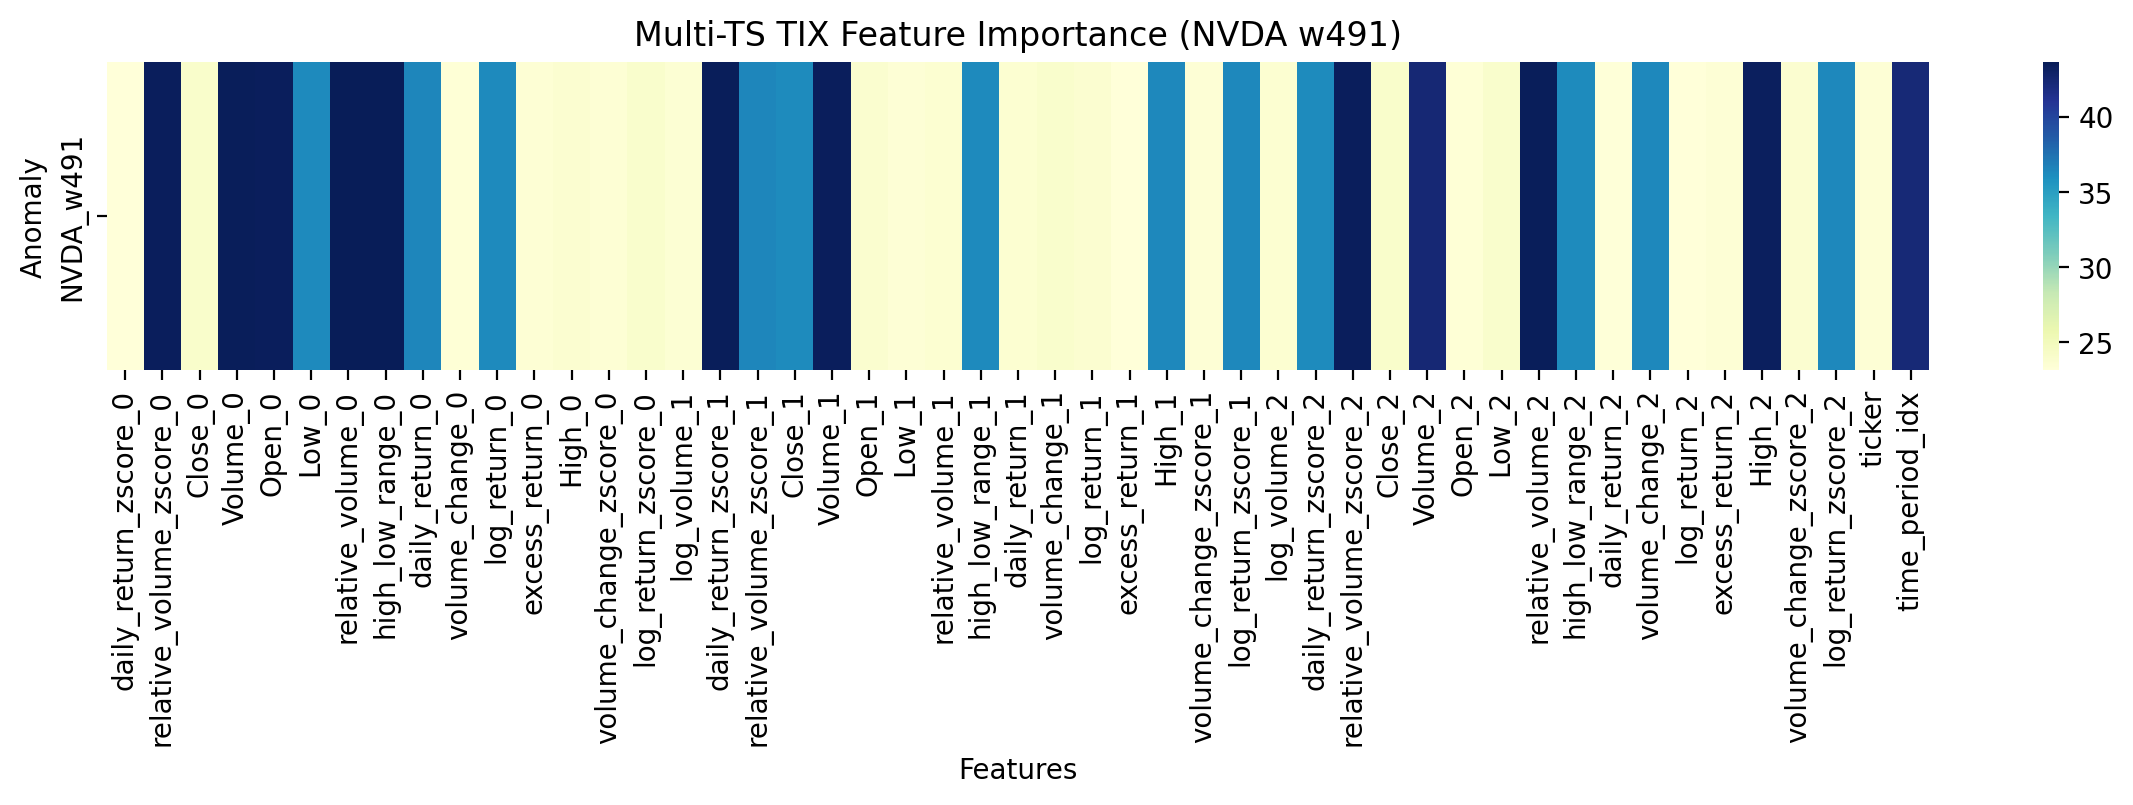 Multi-TS TIX Feature Importance (NVDA w491)
Anomaly
NVDA_w491
40
35
30
25
daily_return_zscore_0
relative_volume_zscore_0
Close_0
Volume_0
Open_0
Low_0
relative_volume_0
high_low_range_0
daily_return_0
volume_change_0
log_return_0
excess_return_0
High_0
volume_change_zscore_0
log_return_zscore_0
log_volume_1
daily_return_zscore_1
relative_volume_zscore_1
Close_1
Volume_1
Open_1
Low_1
relative_volume_1
high_low_range_1
daily_return_1
volume_change_1
log_return_1
excess_return_1
High_1
volume_change_zscore_1
log_return_zscore_1
log_volume_2
daily_return_zscore_2
relative_volume_zscore_2
Close_2
Volume_2
Open_2
Low_2
relative_volume_2
high_low_range_2
daily_return_2
volume_change_2
log_return_2
excess_return_2
High_2
volume_change_zscore_2
log_return_zscore_2
ticker
time_period_idx
Features